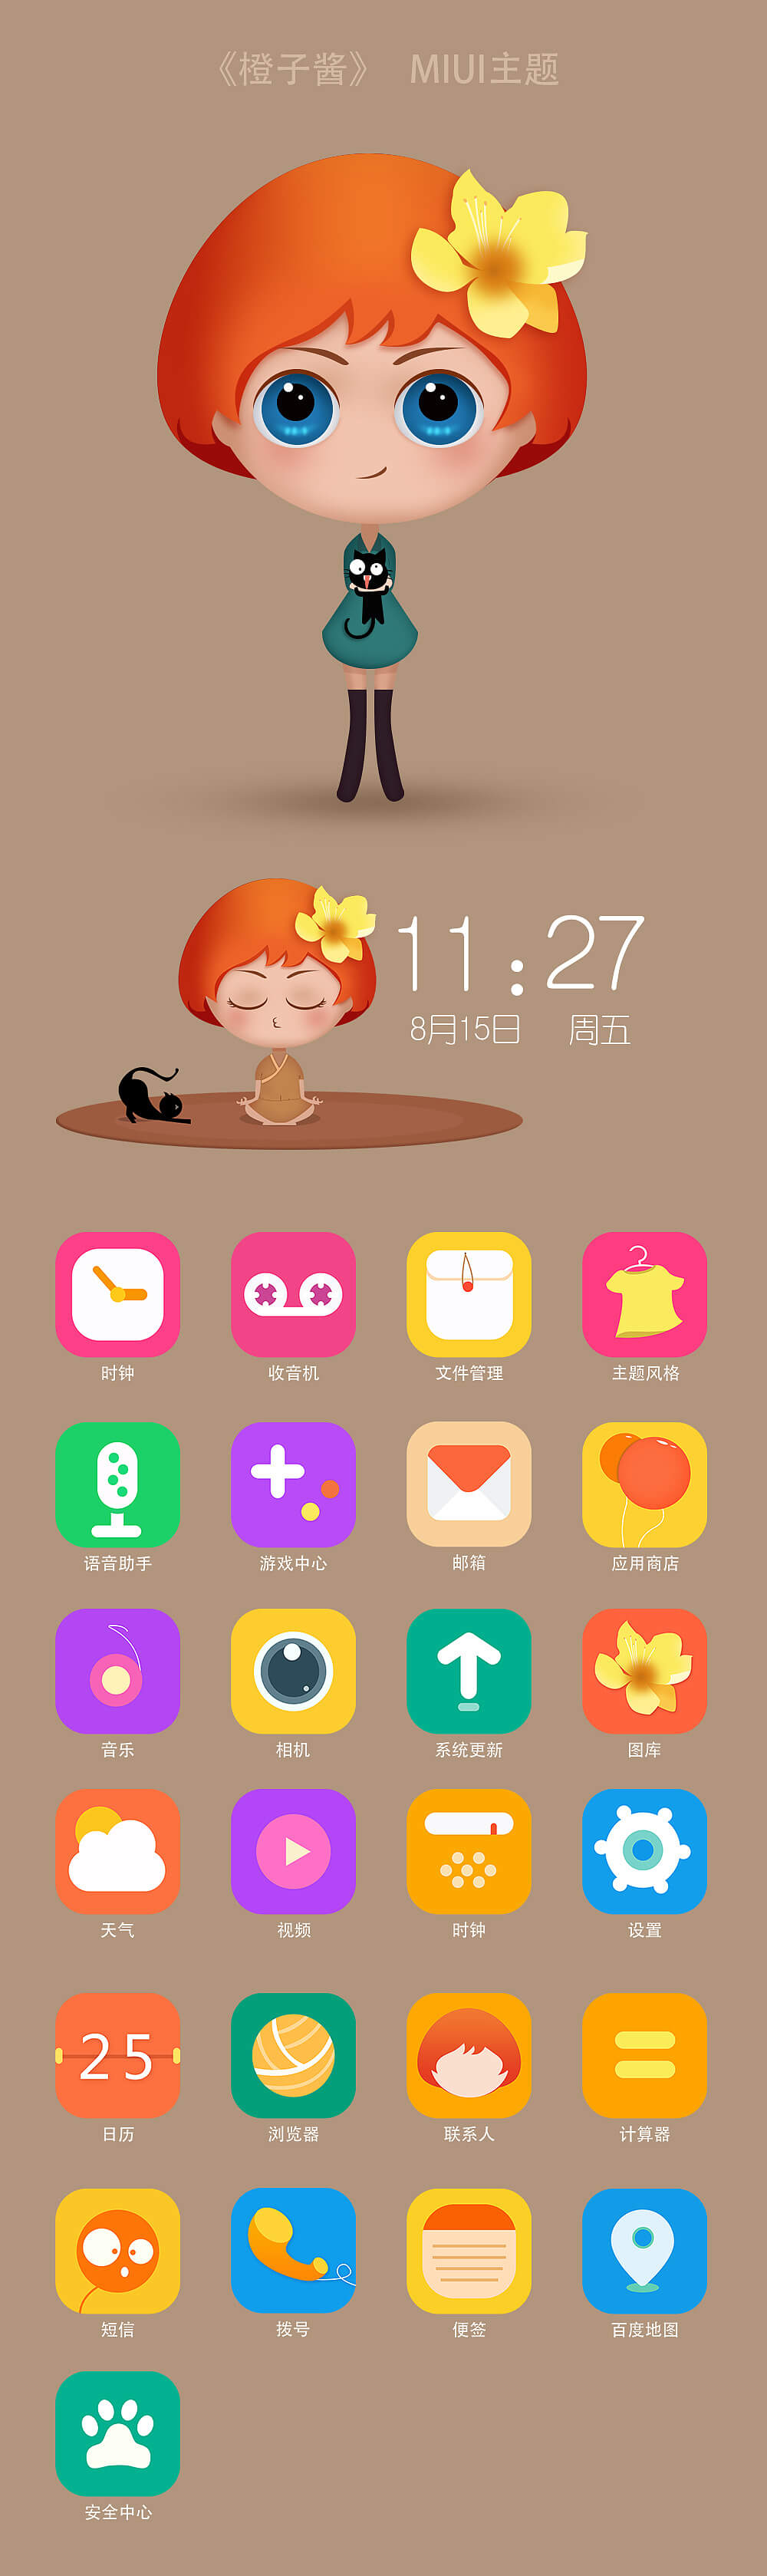 《橙子酱》 MIUI主题
11:27
8月15日 周五
时钟 收音机 文件管理 主题风格
语音助手 游戏中心 邮箱 应用商店
音乐 相机 系统更新 图库
天气 视频 时钟 设置
25
日历 浏览器 联系人 计算器
短信 拨号 便签 百度地图
安全中心